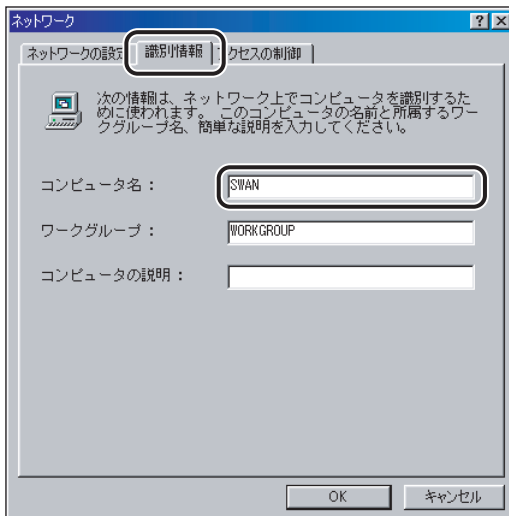 ネットワーク
ネットワークの設定 識別情報 クセスの制御
次の情報は、ネットワーク上でコンピュータを識別するた
めに使われます。 このコンピュータの名前と所属するワー
クグループ名、簡単な説明を入力してください。
コンピュータ名： SWAN
ワークグループ： WORKGROUP
コンピュータの説明：
OK キャンセル